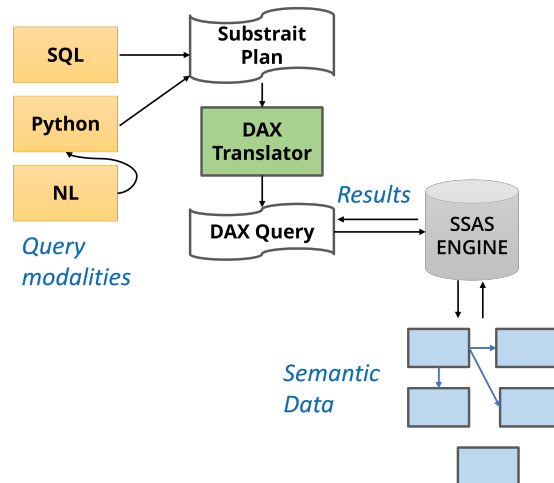 SQL
Substrait
Plan
Python
DAX
Translator
NL
Results
DAX Query
SSAS
ENGINE
Query
modalities
Semantic
Data